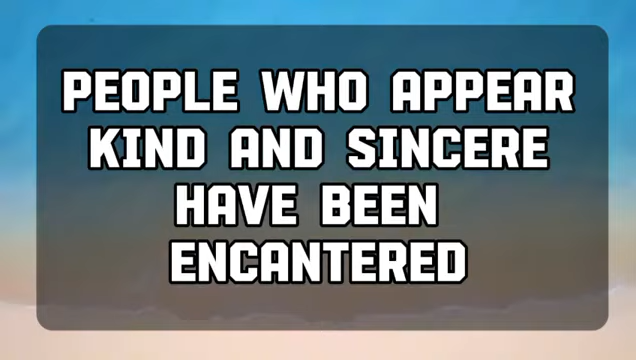 PEOPLE WHO APPEAR
KIND AND SINCERE
HAVE BEEN
ENCANTERED